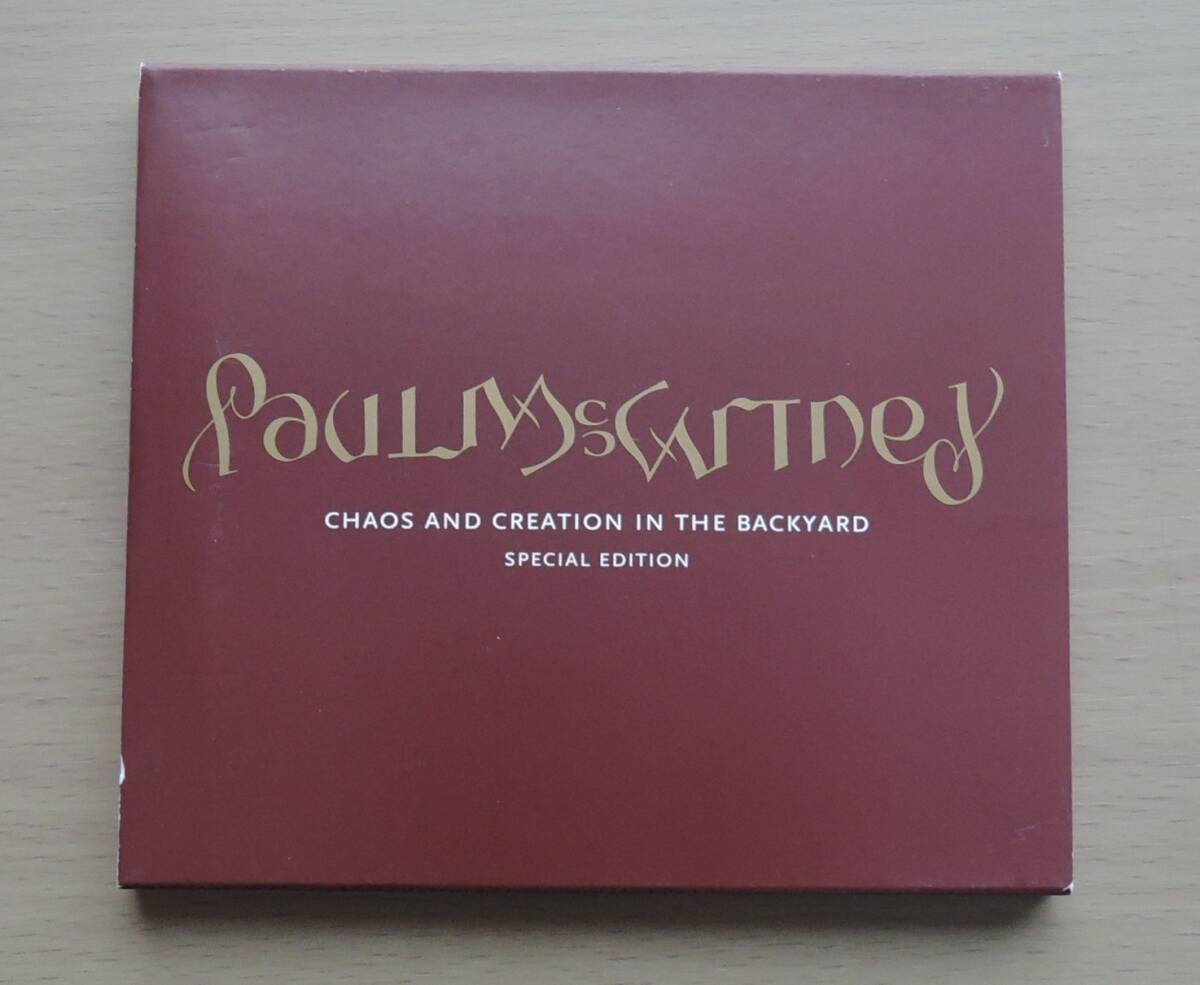 Paul McCartney
CHAOS AND CREATION IN THE BACKYARD
SPECIAL EDITION